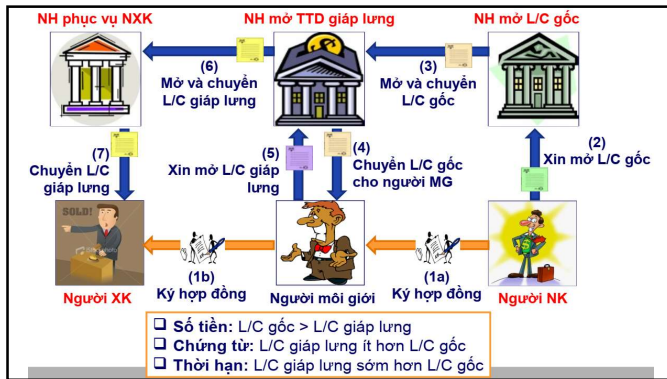 NH phục vụ NXK
NH mở TTD giáp lưng
NH mở L/C gốc
(6)
Mở và chuyển
L/C giáp lưng
(3)
Mở và chuyển
L/C gốc
(7)
Chuyển L/C
giáp lưng
(5)
Xin mở L/C giáp
lưng
(4)
Chuyển L/C gốc
cho người MG
(2)
Xin mở L/C gốc
SOLD!
(1b)
Ký hợp đồng
(1a)
Ký hợp đồng
Người XK
Người môi giới
Người NK
❑ Số tiền: L/C gốc > L/C giáp lưng
❑ Chứng từ: L/C giáp lưng ít hơn L/C gốc
❑ Thời hạn: L/C giáp lưng sớm hơn L/C gốc